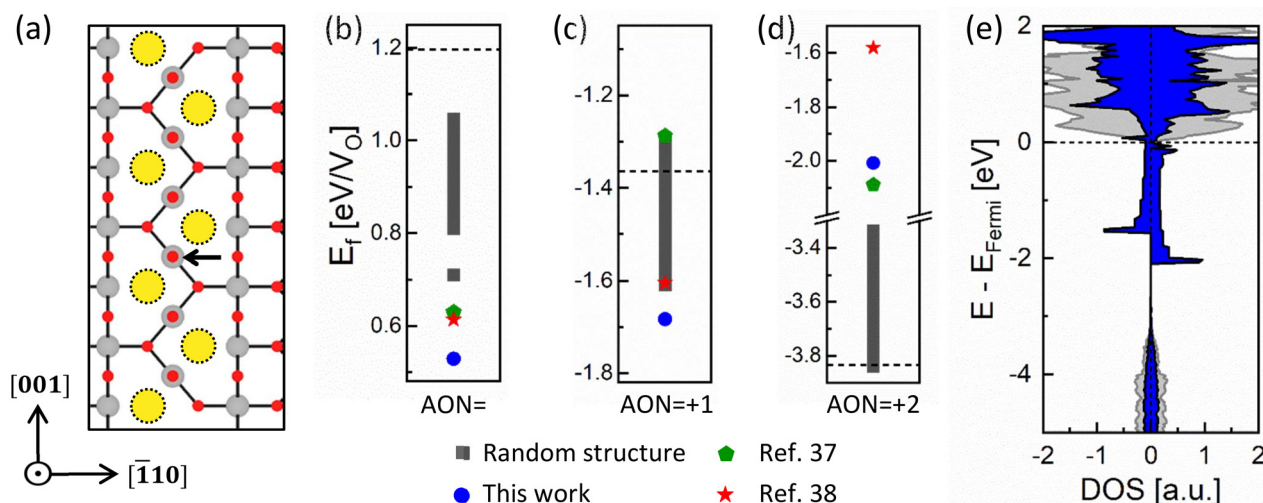 (a)
[001]
[1̄10]
(b)
E_f [eV/V_O]
1.2
1.0
0.8
0.6
AON=
(c)
-1.2
-1.4
-1.6
-1.8
AON=+1
(d)
-1.6
-1.8
-2.0
-3.4
-3.6
-3.8
AON=+2
Random structure
Ref. 37
This work
Ref. 38
(e)
E - E_Fermi [eV]
2
0
-2
-4
-2 -1 0 1 2
DOS [a.u.]